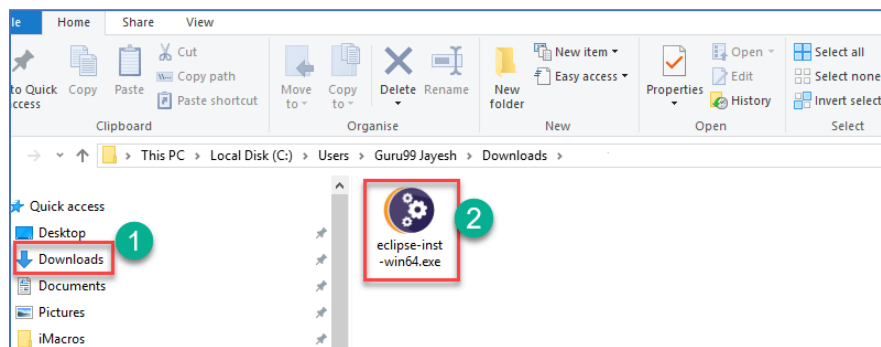 le Home Share View
Cut
Copy path
Paste shortcut
to Quick
ccess
Copy
Paste
Move
to
Copy
to
Delete
Rename
New
folder
New item
Easy access
Properties
Open
Edit
History
Select all
Select none
Invert select
Clipboard Organise New Open Select
This PC > Local Disk (C:) > Users > Guru99 Jayesh > Downloads >
Quick access
Desktop
1
Downloads
Documents
Pictures
iMacros
eclipse-inst
-win64.exe
2